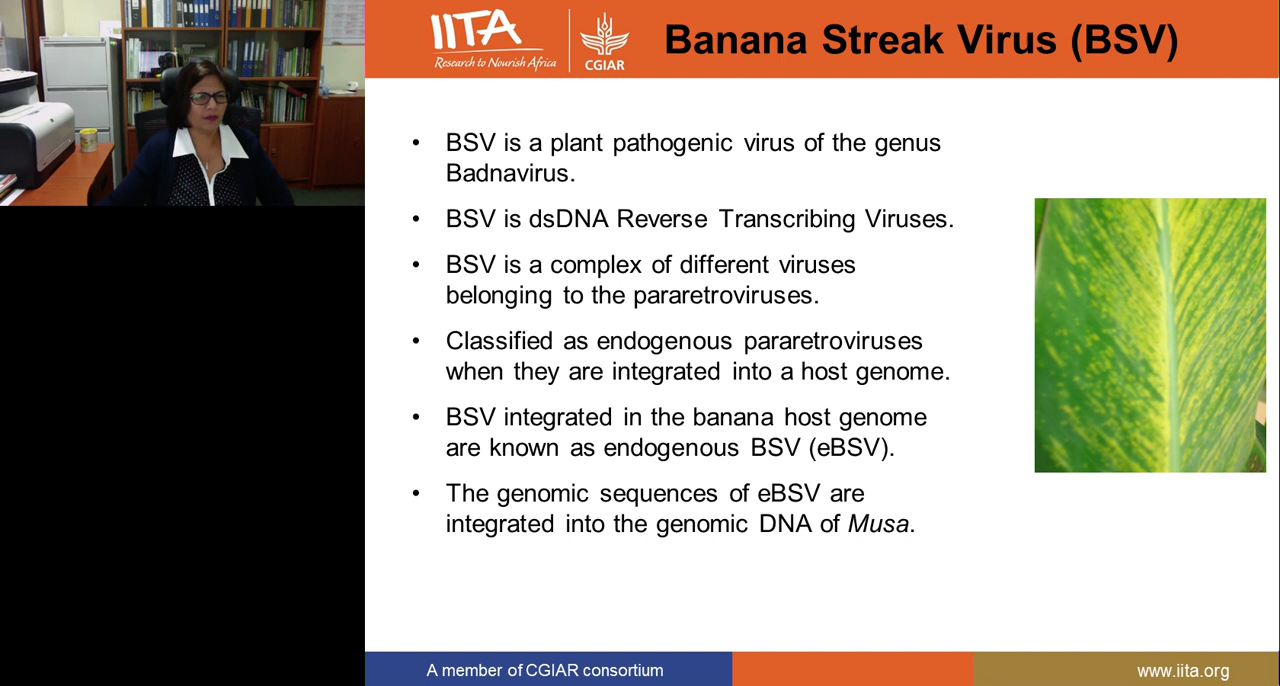 IITA
Research to Nourish Africa
CGIAR
Banana Streak Virus (BSV)
• BSV is a plant pathogenic virus of the genus
Badnavirus.
• BSV is dsDNA Reverse Transcribing Viruses.
• BSV is a complex of different viruses
belonging to the pararetroviruses.
• Classified as endogenous pararetroviruses
when they are integrated into a host genome.
• BSV integrated in the banana host genome
are known as endogenous BSV (eBSV).
• The genomic sequences of eBSV are
integrated into the genomic DNA of Musa.
A member of CGIAR consortium
www.iita.org